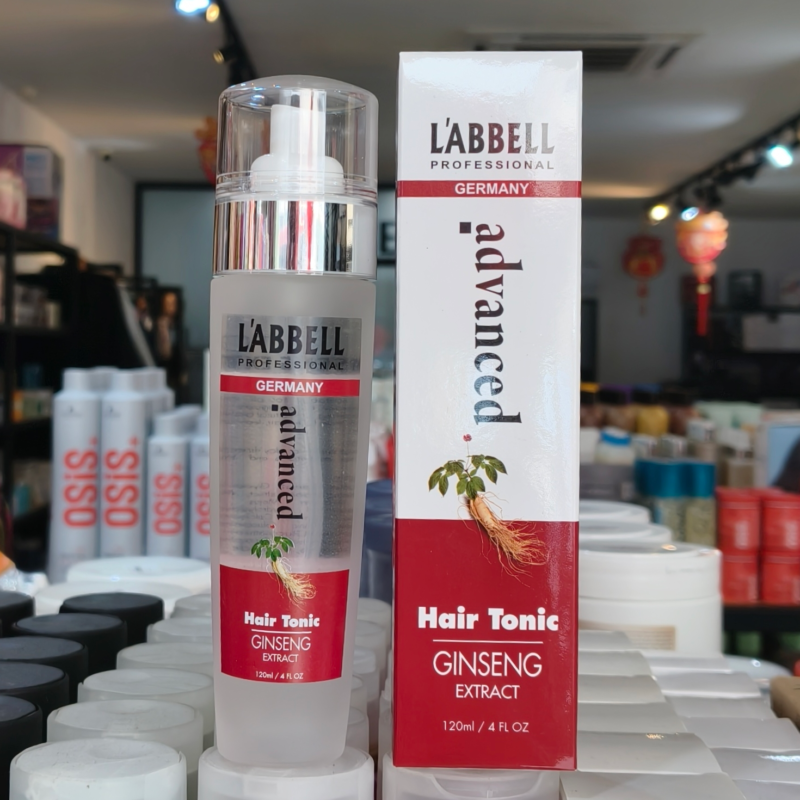 L'ABBELL
PROFESSIONAL
GERMANY
advanced
Hair Tonic
GINSENG
EXTRACT
120ml / 4 FL OZ
L'ABBELL
PROFESSIONAL
GERMANY
advanced
Hair Tonic
GINSENG
EXTRACT
120ml / 4 FL OZ
OSiS
OSiS
OSiS
OSiS